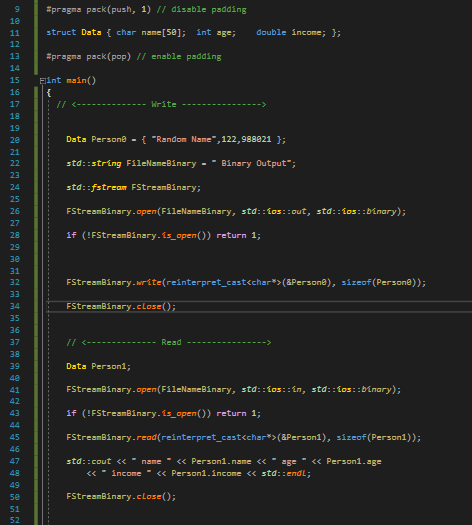 9 #pragma pack(push, 1) // disable padding
10
11 struct Data { char name[50]; int age; double income; };
12
13 #pragma pack(pop) // enable padding
14
15 int main()
16 {
17 // <------------- Write --------------->
18
19
20 Data Person0 = { "Random Name",122,988021 };
21
22 std::string FileNameBinary = " Binary Output";
23
24 std::fstream FStreamBinary;
25
26 FStreamBinary.open(FileNameBinary, std::ios::out, std::ios::binary);
27
28 if (!FStreamBinary.is_open()) return 1;
29
30
31
32 FStreamBinary.write(reinterpret_cast<char*>(&Person0), sizeof(Person0));
33
34 FStreamBinary.close();
35
36
37 // <------------- Read --------------->
38
39 Data Person1;
40
41 FStreamBinary.open(FileNameBinary, std::ios::in, std::ios::binary);
42
43 if (!FStreamBinary.is_open()) return 1;
44
45 FStreamBinary.read(reinterpret_cast<char*>(&Person1), sizeof(Person1));
46
47 std::cout << " name " << Person1.name << " age " << Person1.age
48 << " income " << Person1.income << std::endl;
49
50 FStreamBinary.close();
51
52